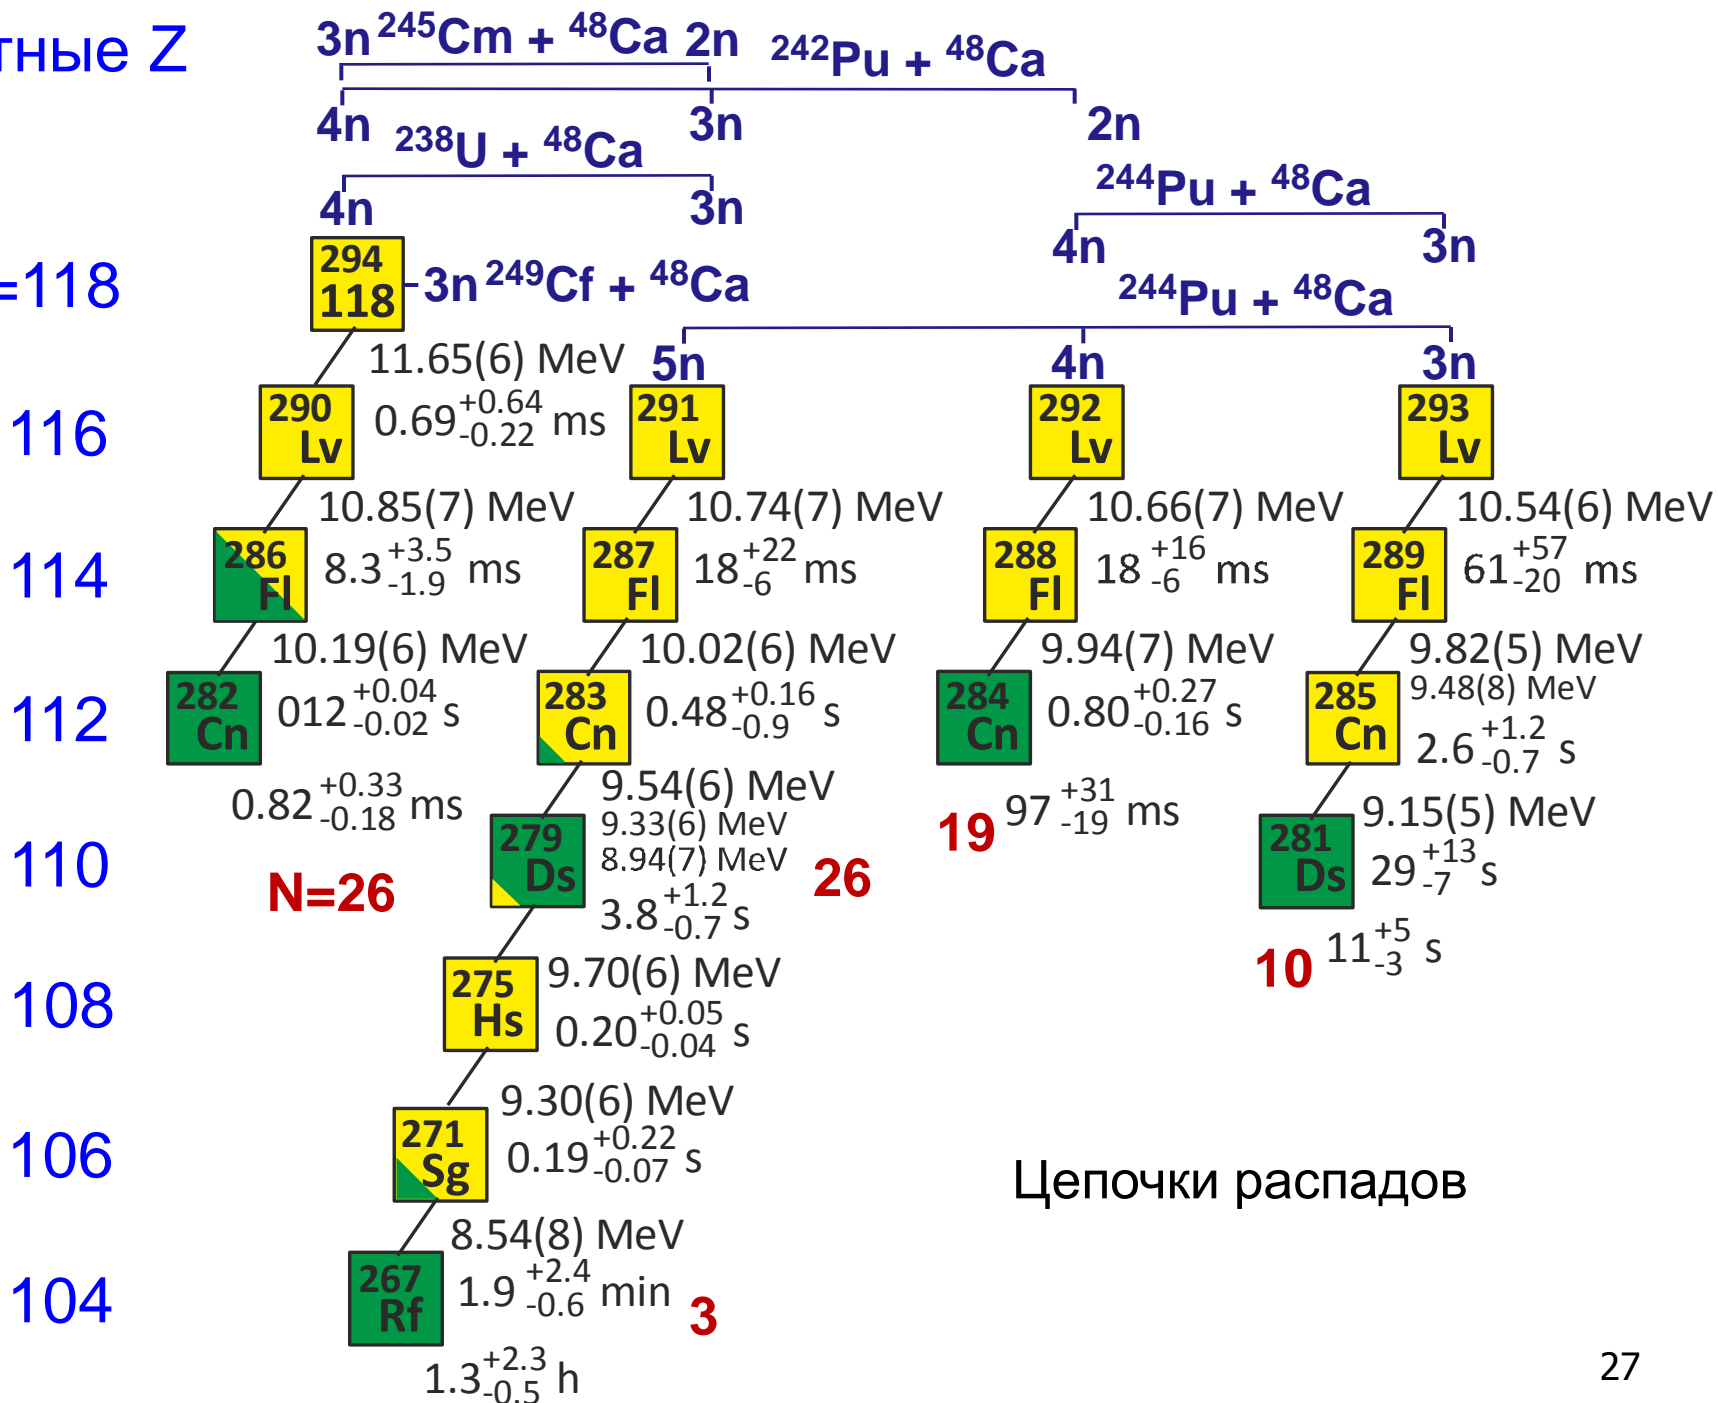 тные Z
3n ²⁴⁵Cm + ⁴⁸Ca 2n
²⁴²Pu + ⁴⁸Ca
4n
3n
2n
²³⁸U + ⁴⁸Ca
4n
3n
²⁴⁴Pu + ⁴⁸Ca
4n
3n
=118
294
118
3n ²⁴⁹Cf + ⁴⁸Ca
²⁴⁴Pu + ⁴⁸Ca
5n
4n
3n
11.65(6) MeV
0.69 +0.64 -0.22 ms
116
290 Lv
291 Lv
292 Lv
293 Lv
10.85(7) MeV
8.3 +3.5 -1.9 ms
10.74(7) MeV
18 +22 -6 ms
10.66(7) MeV
18 +16 -6 ms
10.54(6) MeV
61 +57 -20 ms
114
286 Fl
287 Fl
288 Fl
289 Fl
10.19(6) MeV
012 +0.04 -0.02 s
10.02(6) MeV
0.48 +0.16 -0.9 s
9.94(7) MeV
0.80 +0.27 -0.16 s
9.82(5) MeV
9.48(8) MeV
2.6 +1.2 -0.7 s
112
282 Cn
283 Cn
284 Cn
285 Cn
0.82 +0.33 -0.18 ms
9.54(6) MeV
9.33(6) MeV
8.94(7) MeV
3.8 +1.2 -0.7 s
19
97 +31 -19 ms
9.15(5) MeV
29 +13 -7 s
110
N=26
279 Ds
26
281 Ds
10
11 +5 -3 s
108
275 Hs
9.70(6) MeV
0.20 +0.05 -0.04 s
106
271 Sg
9.30(6) MeV
0.19 +0.22 -0.07 s
Цепочки распадов
104
267 Rf
8.54(8) MeV
1.9 +2.4 -0.6 min
3
1.3 +2.3 -0.5 h
27